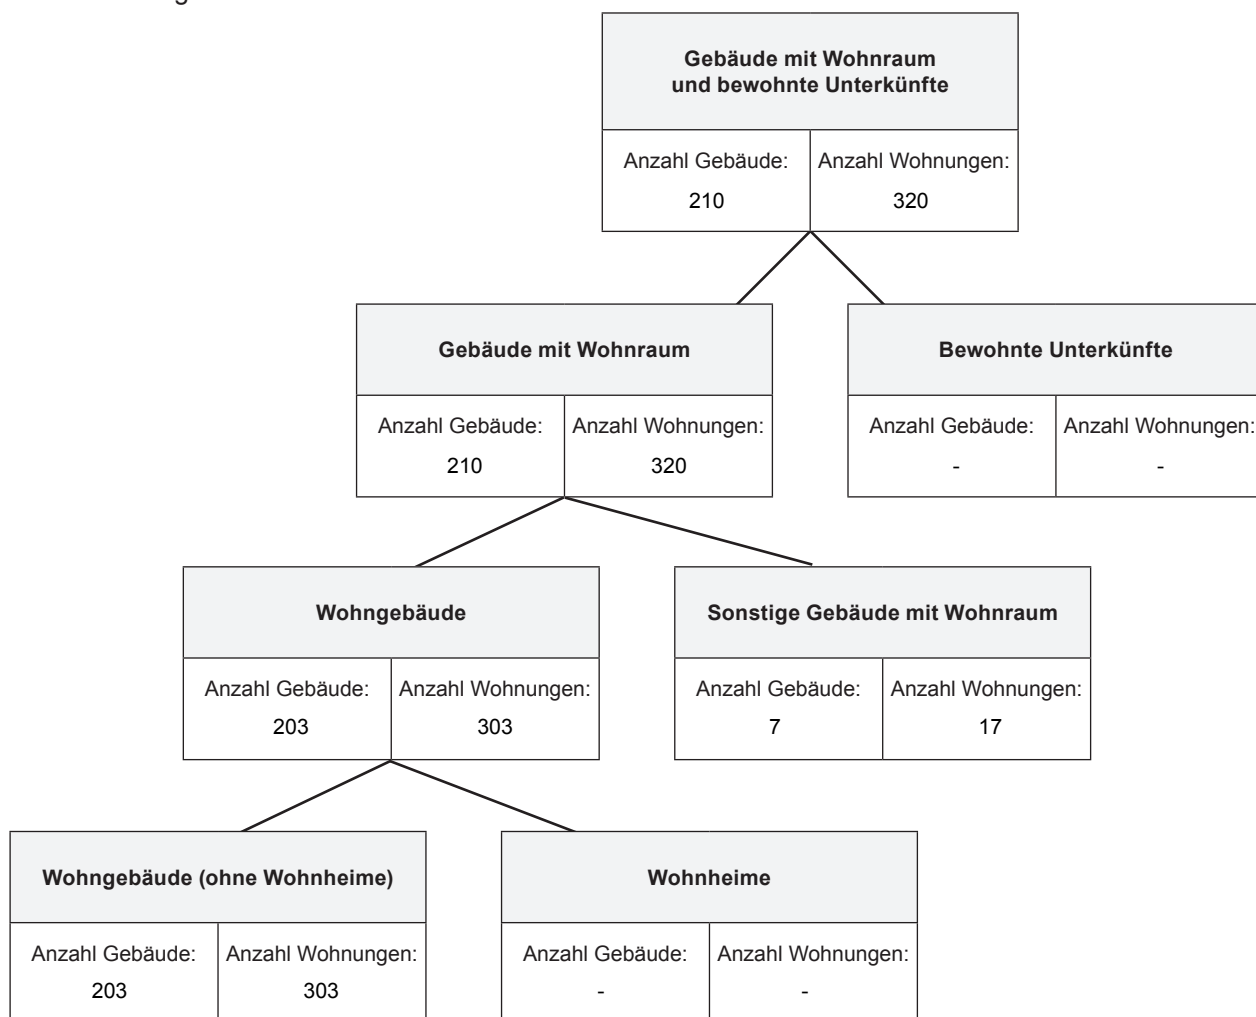 Gebäude mit Wohnraum
und bewohnte Unterkünfte
Anzahl Gebäude: Anzahl Wohnungen:
210 320
Gebäude mit Wohnraum Bewohnte Unterkünfte
Anzahl Gebäude: Anzahl Wohnungen: Anzahl Gebäude: Anzahl Wohnungen:
210 320 - -
Wohngebäude Sonstige Gebäude mit Wohnraum
Anzahl Gebäude: Anzahl Wohnungen: Anzahl Gebäude: Anzahl Wohnungen:
203 303 7 17
Wohngebäude (ohne Wohnheime) Wohnheime
Anzahl Gebäude: Anzahl Wohnungen: Anzahl Gebäude: Anzahl Wohnungen:
203 303 - -